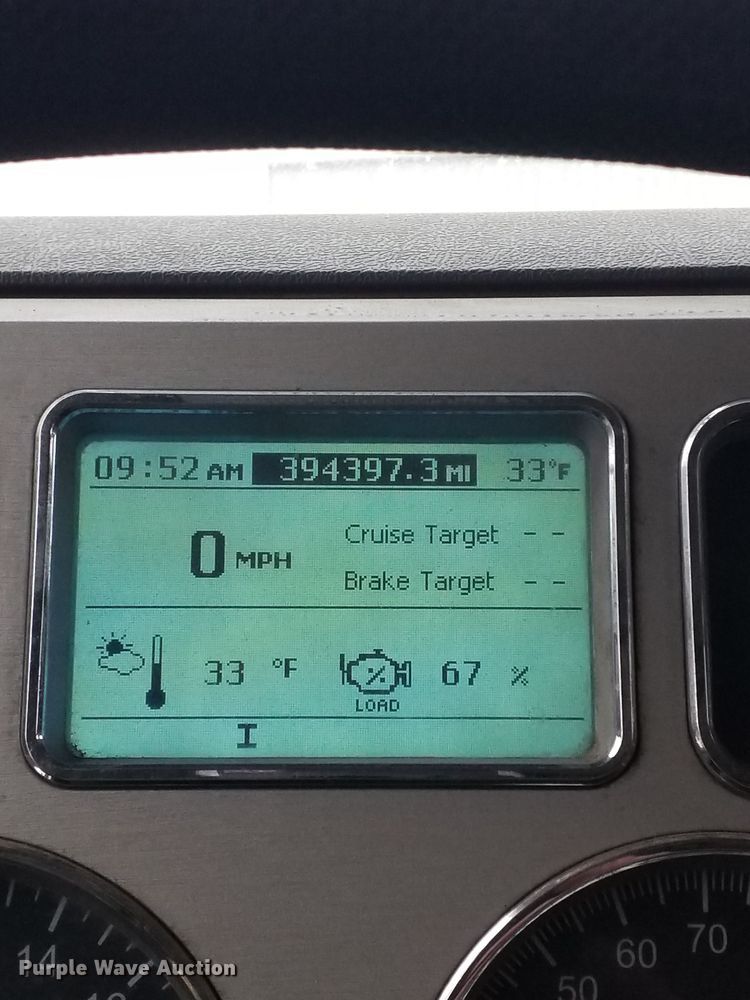 09:52 AM 394397.3 MI 33°F
0 MPH
Cruise Target - -
Brake Target - -
33 °F
% LOAD
67 %
I
14
50 60 70
Purple Wave Auction